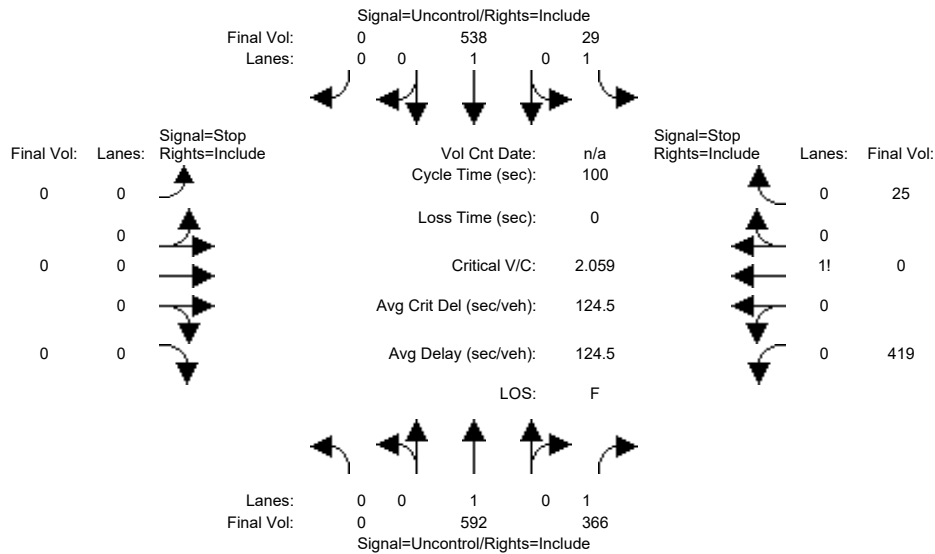 Signal=Uncontrol/Rights=Include
Final Vol: 0 538 29
Lanes: 0 0 1 0 1
Signal=Stop
Final Vol: Lanes: Rights=Include
Vol Cnt Date: n/a
Signal=Stop
Rights=Include Lanes: Final Vol:
Cycle Time (sec): 100
0 0
0 25
Loss Time (sec): 0
0
0
0 0
Critical V/C: 2.059
1! 0
0
Avg Crit Del (sec/veh): 124.5
0
0 0
Avg Delay (sec/veh): 124.5
0 419
LOS: F
Lanes: 0 0 1 0 1
Final Vol: 0 592 366
Signal=Uncontrol/Rights=Include